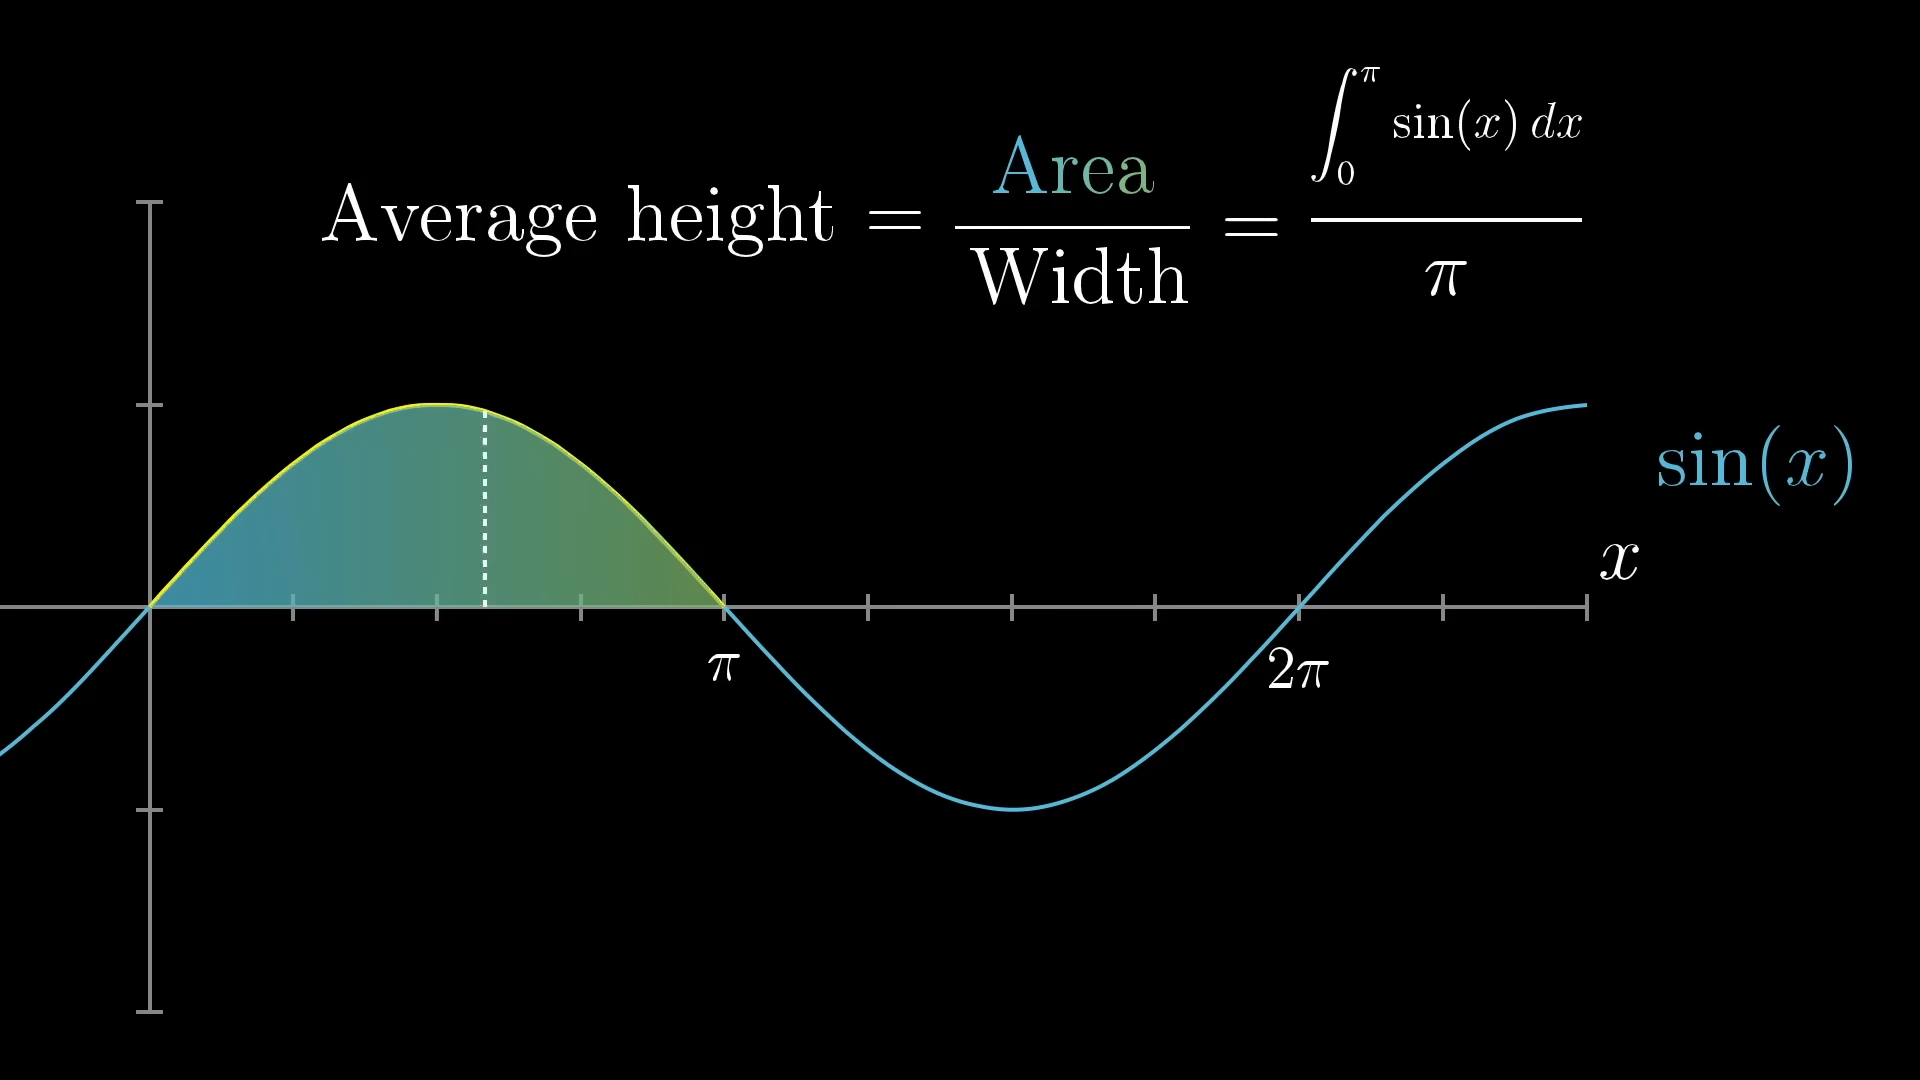 Average height = Area / Width = ∫₀^π sin(x) dx / π
sin(x)
x
π
2π